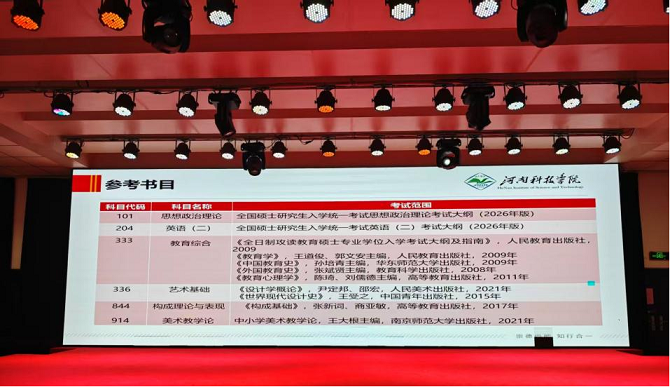 参考书目
河南科技学院
Henan Institute of Science and Technology
科目代码 科目名称 考试范围
101 思想政治理论 全国硕士研究生入学统一考试思想政治理论考试大纲（2026年版）
204 英语（二） 全国硕士研究生入学统一考试英语（二）考试大纲（2026年版）
333 教育综合 《全日制攻读教育硕士专业学位入学考试大纲及指南》，人民教育出版社，
2009
《教育学》 王道俊、郭文安主编，人民教育出版社，2009年
《中国教育史》，孙培青主编，华东师范大学出版社，2009年
《外国教育史》，张斌贤主编，教育科学出版社，2008年
《教育心理学》，陈琦、刘儒德主编，高等教育出版社，2011年
336 艺术基础 《设计学概论》，尹定邦、邵宏，人民美术出版社，2021年
《世界现代设计史》，王受之，中国青年出版社，2015年
844 构成理论与表现 《构成基础》，张新词、商亚敏，高等教育出版社，2017年
914 美术教学论 中小学美术教学论，王大根主编，南京师范大学出版社，2021年
崇德 知行合一